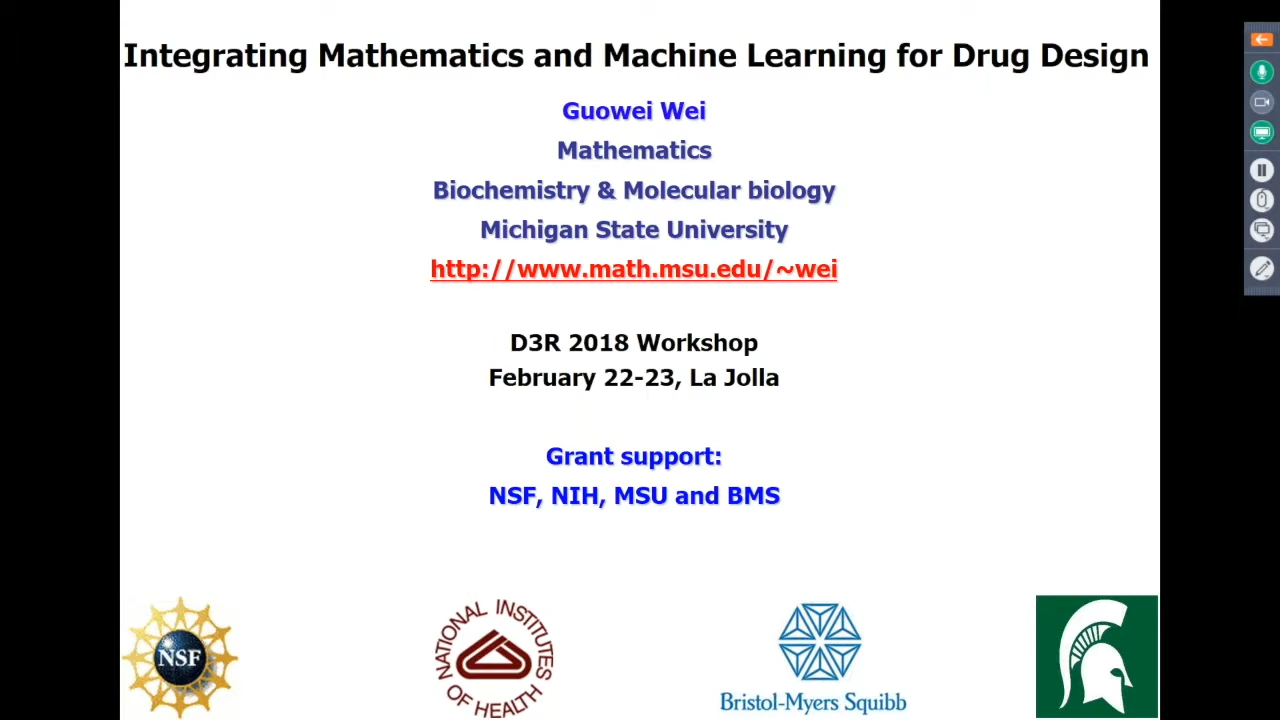 Integrating Mathematics and Machine Learning for Drug Design
Guowei Wei
Mathematics
Biochemistry & Molecular biology
Michigan State University
http://www.math.msu.edu/~wei
D3R 2018 Workshop
February 22-23, La Jolla
Grant support:
NSF, NIH, MSU and BMS
NSF
NATIONAL INSTITUTES
OF HEALTH
Bristol-Myers Squibb